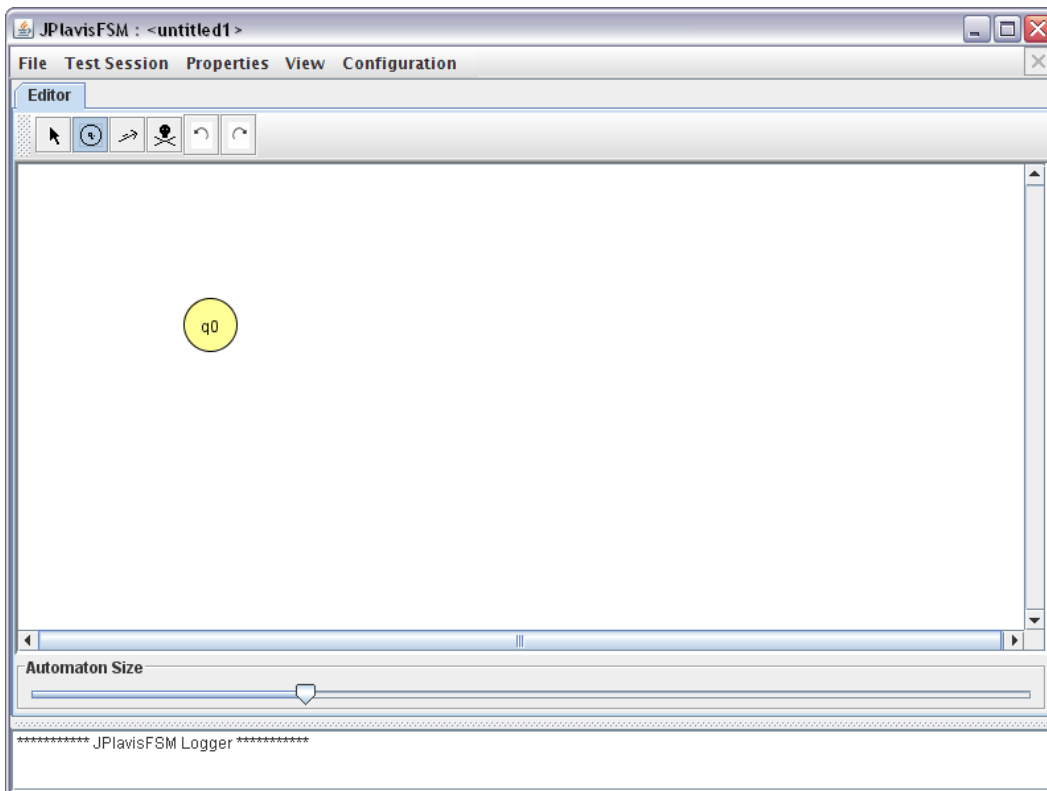 JPlavisFSM : <untitled1>
File Test Session Properties View Configuration
Editor
q0
Automaton Size
*********** JPlavisFSM Logger ***********